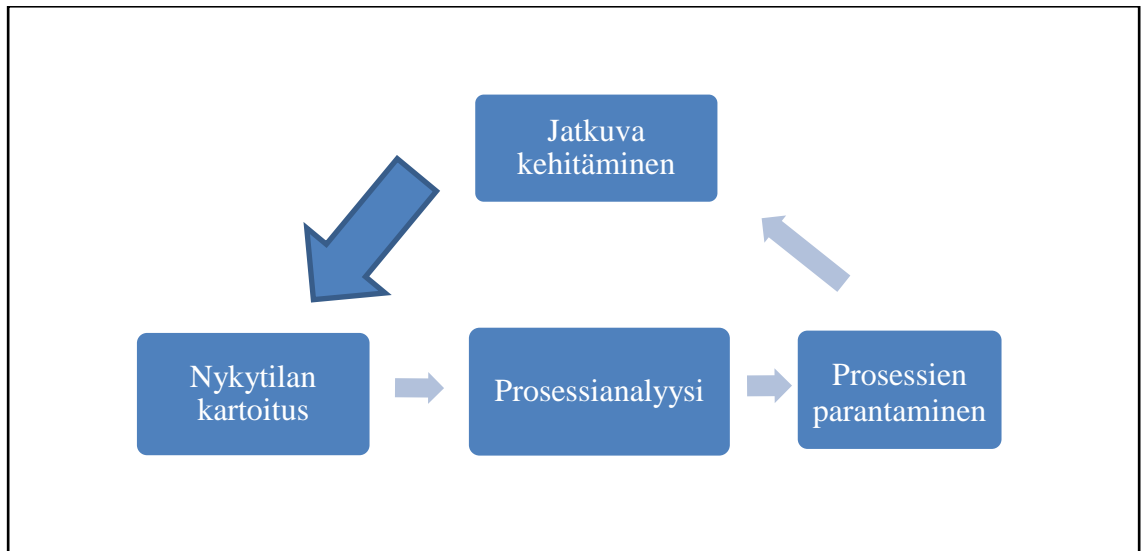 Jatkuva
kehitäminen
Nykytilan
kartoitus
Prosessianalyysi
Prosessien
parantaminen